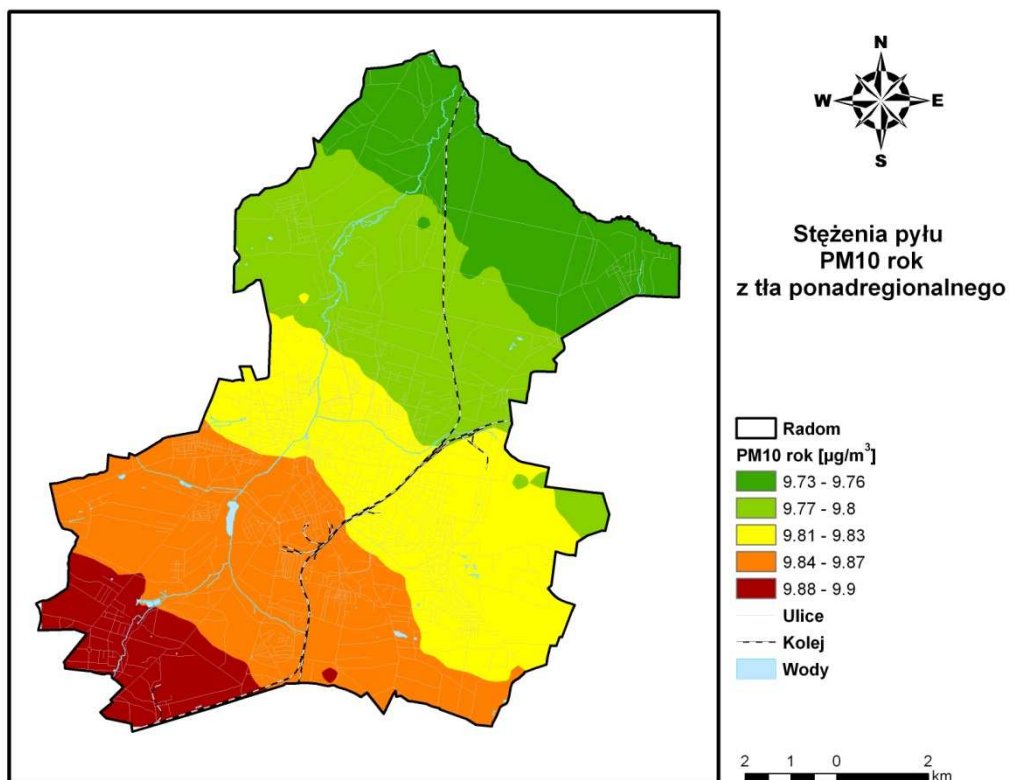 N
W E
S
Stężenia pyłu
PM10 rok
z tła ponadregionalnego
Radom
PM10 rok [µg/m³]
9.73 - 9.76
9.77 - 9.8
9.81 - 9.83
9.84 - 9.87
9.88 - 9.9
Ulice
Kolej
Wody
2 1 0 2
km